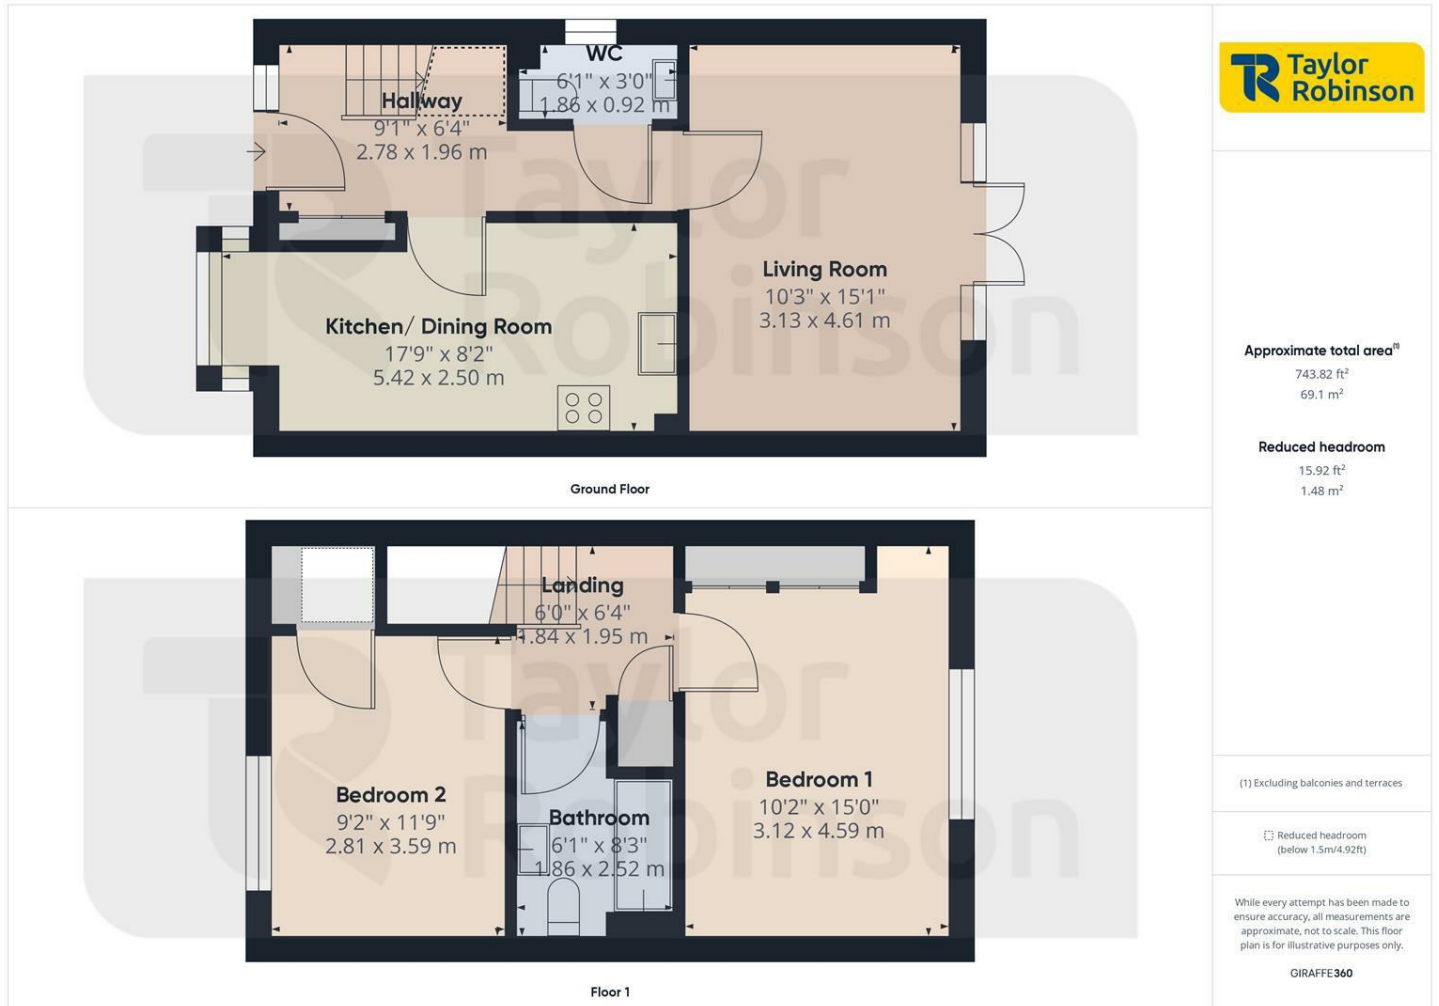 WC
6'1" x 3'0"
1.86 x 0.92 m
Hallway
9'1" x 6'4"
2.78 x 1.96 m
Living Room
10'3" x 15'1"
3.13 x 4.61 m
Kitchen/ Dining Room
17'9" x 8'2"
5.42 x 2.50 m
Taylor
Robinson
Ground Floor
Landing
6'0" x 6'4"
1.84 x 1.95 m
Bedroom 2
9'2" x 11'9"
2.81 x 3.59 m
Bathroom
6'1" x 8'3"
1.86 x 2.52 m
Bedroom 1
10'2" x 15'0"
3.12 x 4.59 m
Taylor
Robinson
Floor 1
Taylor
Robinson
Approximate total area(1)
743.82 ft²
69.1 m²
Reduced headroom
15.92 ft²
1.48 m²
(1) Excluding balconies and terraces
Reduced headroom
(below 1.5m/4.92ft)
While every attempt has been made to
ensure accuracy, all measurements are
approximate, not to scale. This floor
plan is for illustrative purposes only.
GIRAFFE360